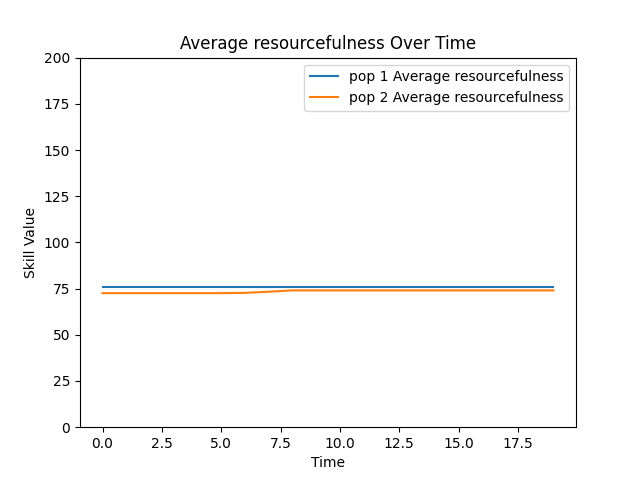 Average resourcefulness Over Time
pop 1 Average resourcefulness
pop 2 Average resourcefulness
200
175
150
125
100
75
50
25
0
Skill Value
0.0 2.5 5.0 7.5 10.0 12.5 15.0 17.5
Time